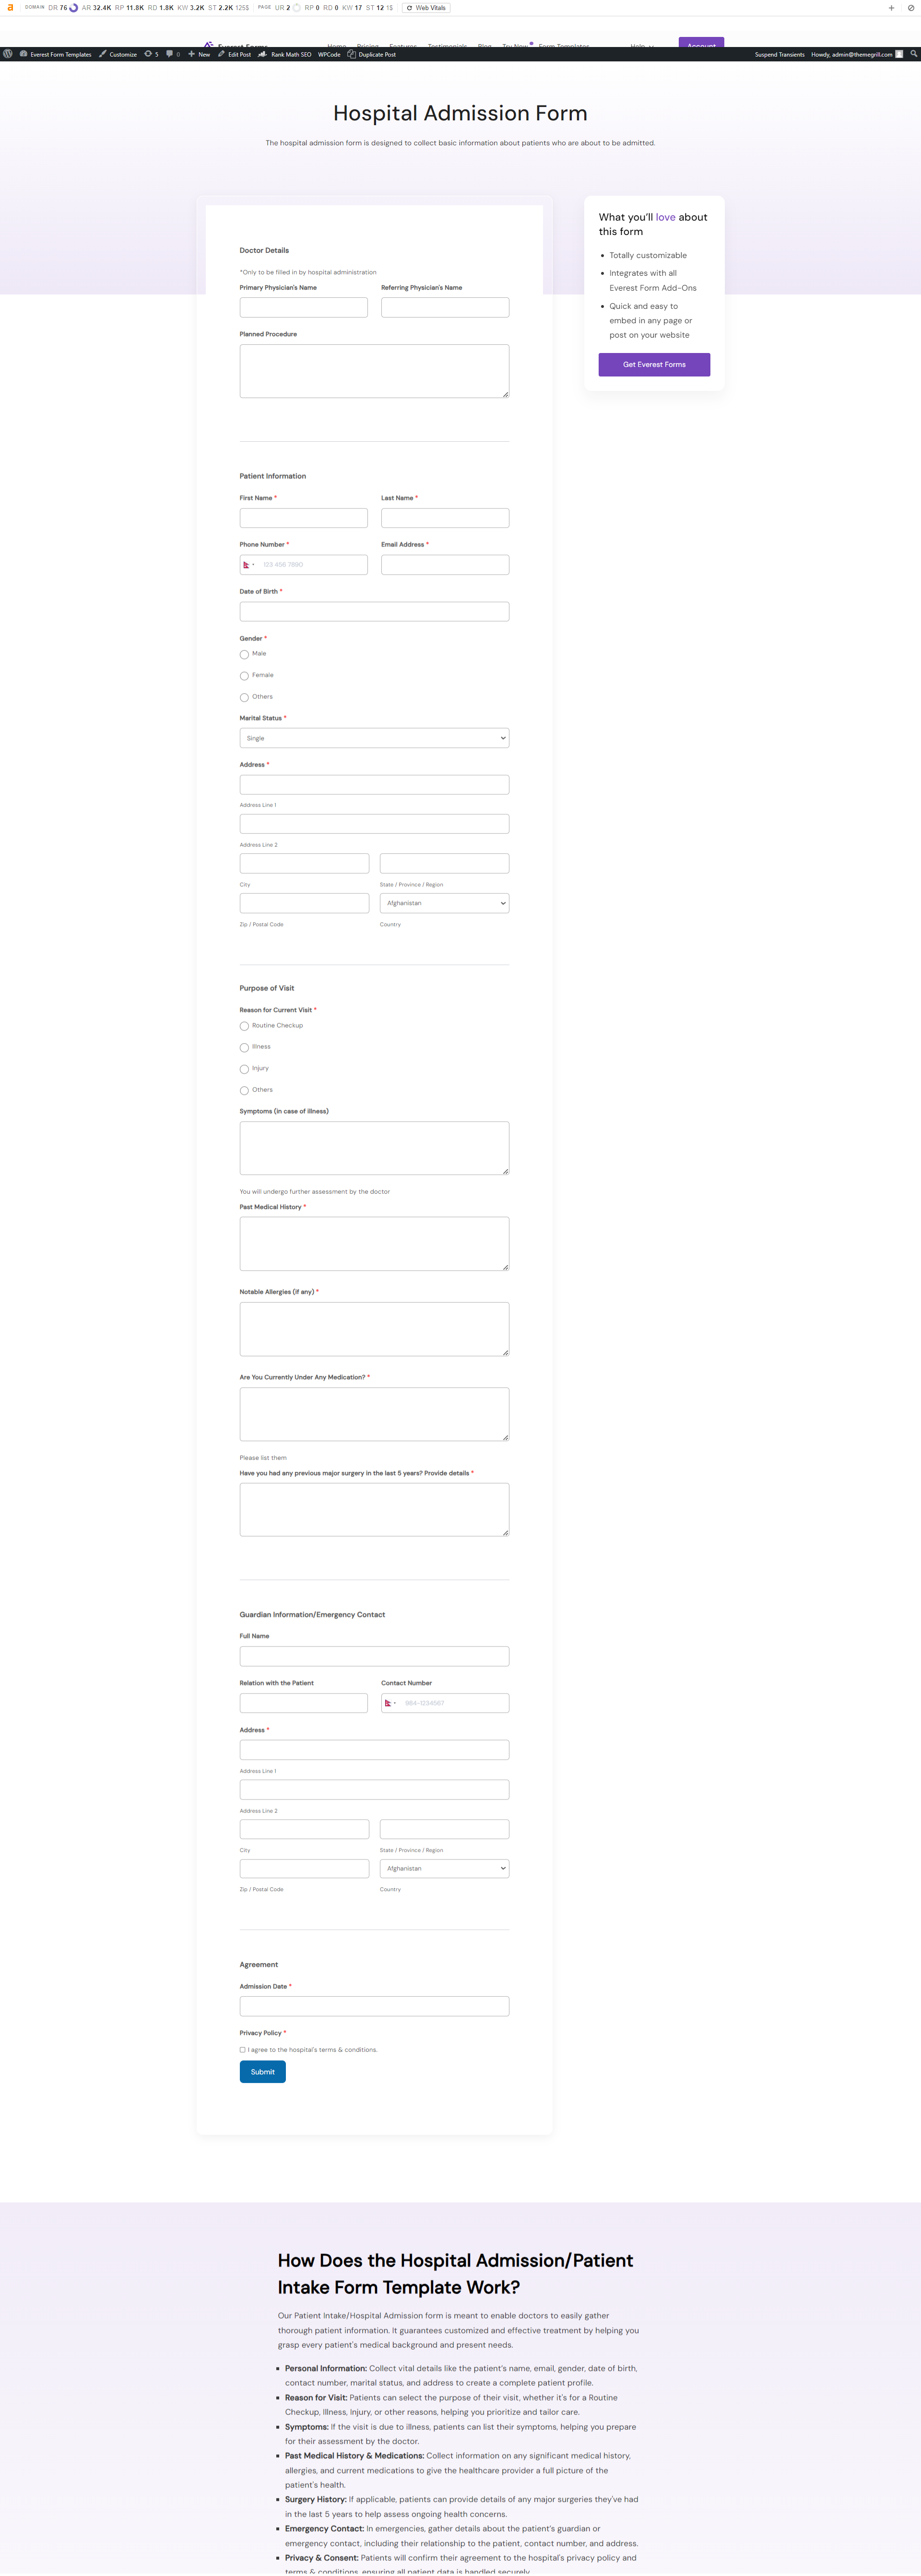 DOMAIN DR 76 AR 32.4K RP 11.8K RD 1.8K KW 3.2K ST 2.2K 125$ PAGE UR 2 RP 0 RD 0 KW 17 ST 12 1$ Web Vitals
Everest Forms Home Pricing Features Testimonials Blog Try Now Form Templates Help Account
Everest Form Templates Customize 5 0 New Edit Post Rank Math SEO WPCode Duplicate Post Suspend Transients Howdy, admin@themegrill.com
Hospital Admission Form
The hospital admission form is designed to collect basic information about patients who are about to be admitted.
What you'll love about
this form
Totally customizable
Integrates with all
Everest Form Add-Ons
Quick and easy to
embed in any page or
post on your website
Get Everest Forms
Doctor Details
*Only to be filled in by hospital administration
Primary Physician's Name Referring Physician's Name
Planned Procedure
Patient Information
First Name * Last Name *
Phone Number * Email Address *
123 456 7890
Date of Birth *
Gender *
Male
Female
Others
Marital Status *
Single
Address *
Address Line 1
Address Line 2
City State / Province / Region
Afghanistan
Zip / Postal Code Country
Purpose of Visit
Reason for Current Visit *
Routine Checkup
Illness
Injury
Others
Symptoms (in case of illness)
You will undergo further assessment by the doctor
Past Medical History *
Notable Allergies (if any) *
Are You Currently Under Any Medication? *
Please list them
Have you had any previous major surgery in the last 5 years? Provide details *
Guardian Information/Emergency Contact
Full Name
Relation with the Patient Contact Number
984-1234567
Address *
Address Line 1
Address Line 2
City State / Province / Region
Afghanistan
Zip / Postal Code Country
Agreement
Admission Date *
Privacy Policy *
I agree to the hospital's terms & conditions.
Submit
How Does the Hospital Admission/Patient
Intake Form Template Work?
Our Patient Intake/Hospital Admission form is meant to enable doctors to easily gather
thorough patient information. It guarantees customized and effective treatment by helping you
grasp every patient's medical background and present needs.
Personal Information: Collect vital details like the patient's name, email, gender, date of birth,
contact number, marital status, and address to create a complete patient profile.
Reason for Visit: Patients can select the purpose of their visit, whether it's for a Routine
Checkup, Illness, Injury, or other reasons, helping you prioritize and tailor care.
Symptoms: If the visit is due to illness, patients can list their symptoms, helping you prepare
for their assessment by the doctor.
Past Medical History & Medications: Collect information on any significant medical history,
allergies, and current medications to give the healthcare provider a full picture of the
patient's health.
Surgery History: If applicable, patients can provide details of any major surgeries they've had
in the last 5 years to help assess ongoing health concerns.
Emergency Contact: In emergencies, gather details about the patient's guardian or
emergency contact, including their relationship to the patient, contact number, and address.
Privacy & Consent: Patients will confirm their agreement to the hospital's privacy policy and
terms & conditions, ensuring all patient data is handled securely.